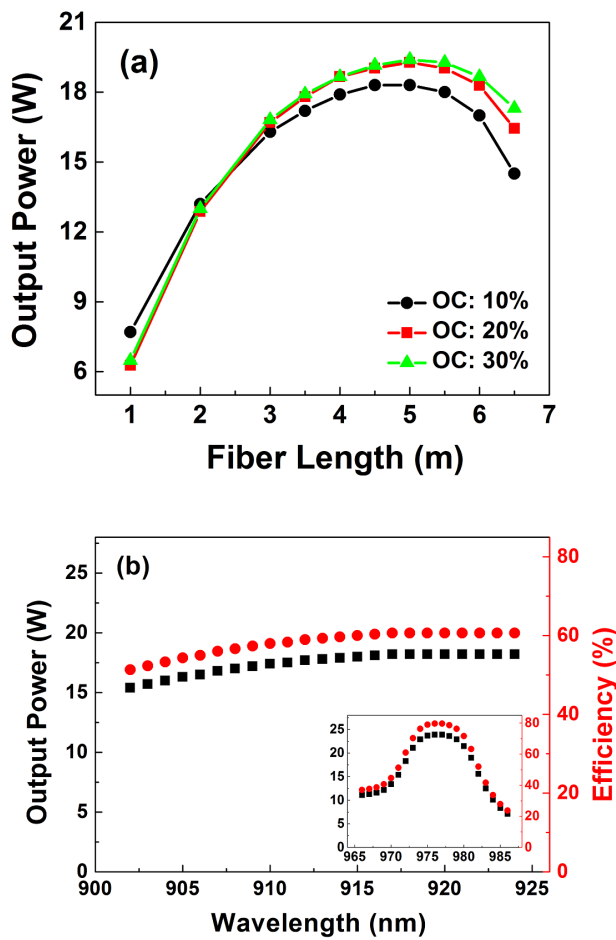 (a)
Output Power (W)
21
18
15
12
9
6
OC: 10%
OC: 20%
OC: 30%
1 2 3 4 5 6 7
Fiber Length (m)
(b)
Output Power (W)
25
20
15
10
5
0
80
60
40
20
0
Efficiency (%)
25
20
15
10
5
0
80
60
40
20
0
965 970 975 980 985
900 905 910 915 920 925
Wavelength (nm)